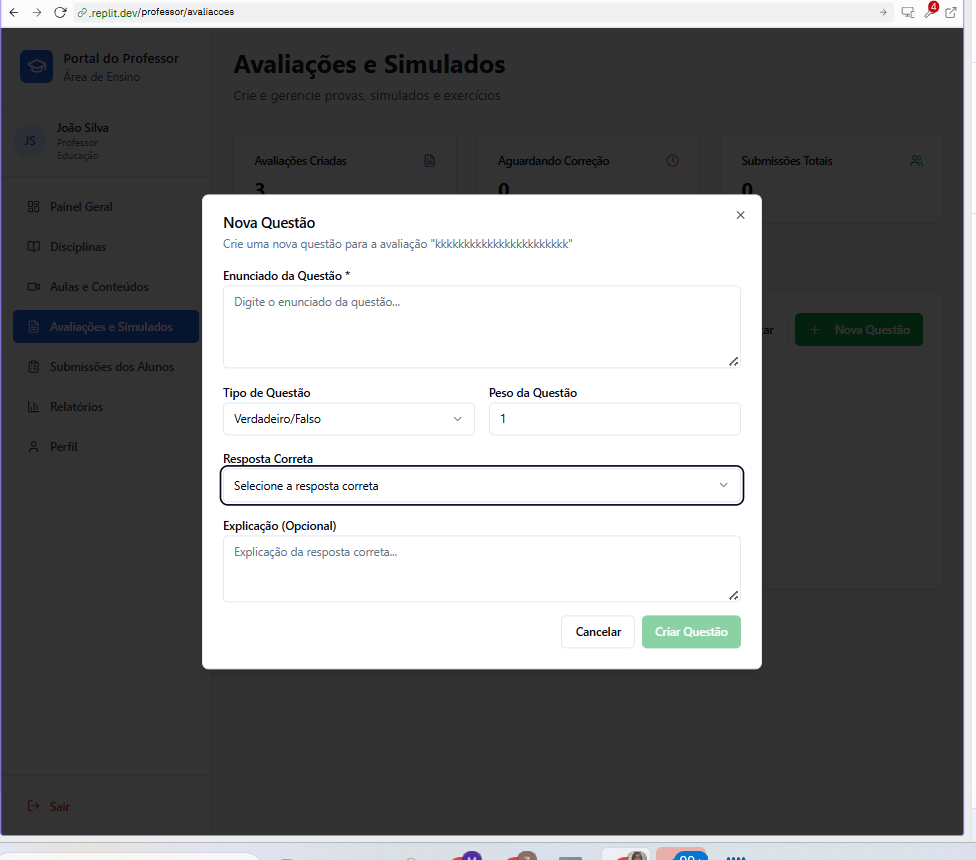 .replit.dev/professor/avaliacoes
4
Portal do Professor
Área de Ensino
JS
João Silva
Professor
Educação
Painel Geral
Disciplinas
Aulas e Conteúdos
Avaliações e Simulados
Submissões dos Alunos
Relatórios
Perfil
Sair
Avaliações e Simulados
Crie e gerencie provas, simulados e exercícios
Avaliações Criadas
3
Aguardando Correção
0
Submissões Totais
0
+ Nova Questão
Nova Questão
Crie uma nova questão para a avaliação "kkkkkkkkkkkkkkkkkkkkkkkk"
Enunciado da Questão *
Digite o enunciado da questão...
Tipo de Questão
Verdadeiro/Falso
Peso da Questão
1
Resposta Correta
Selecione a resposta correta
Explicação (Opcional)
Explicação da resposta correta...
Cancelar
Criar Questão